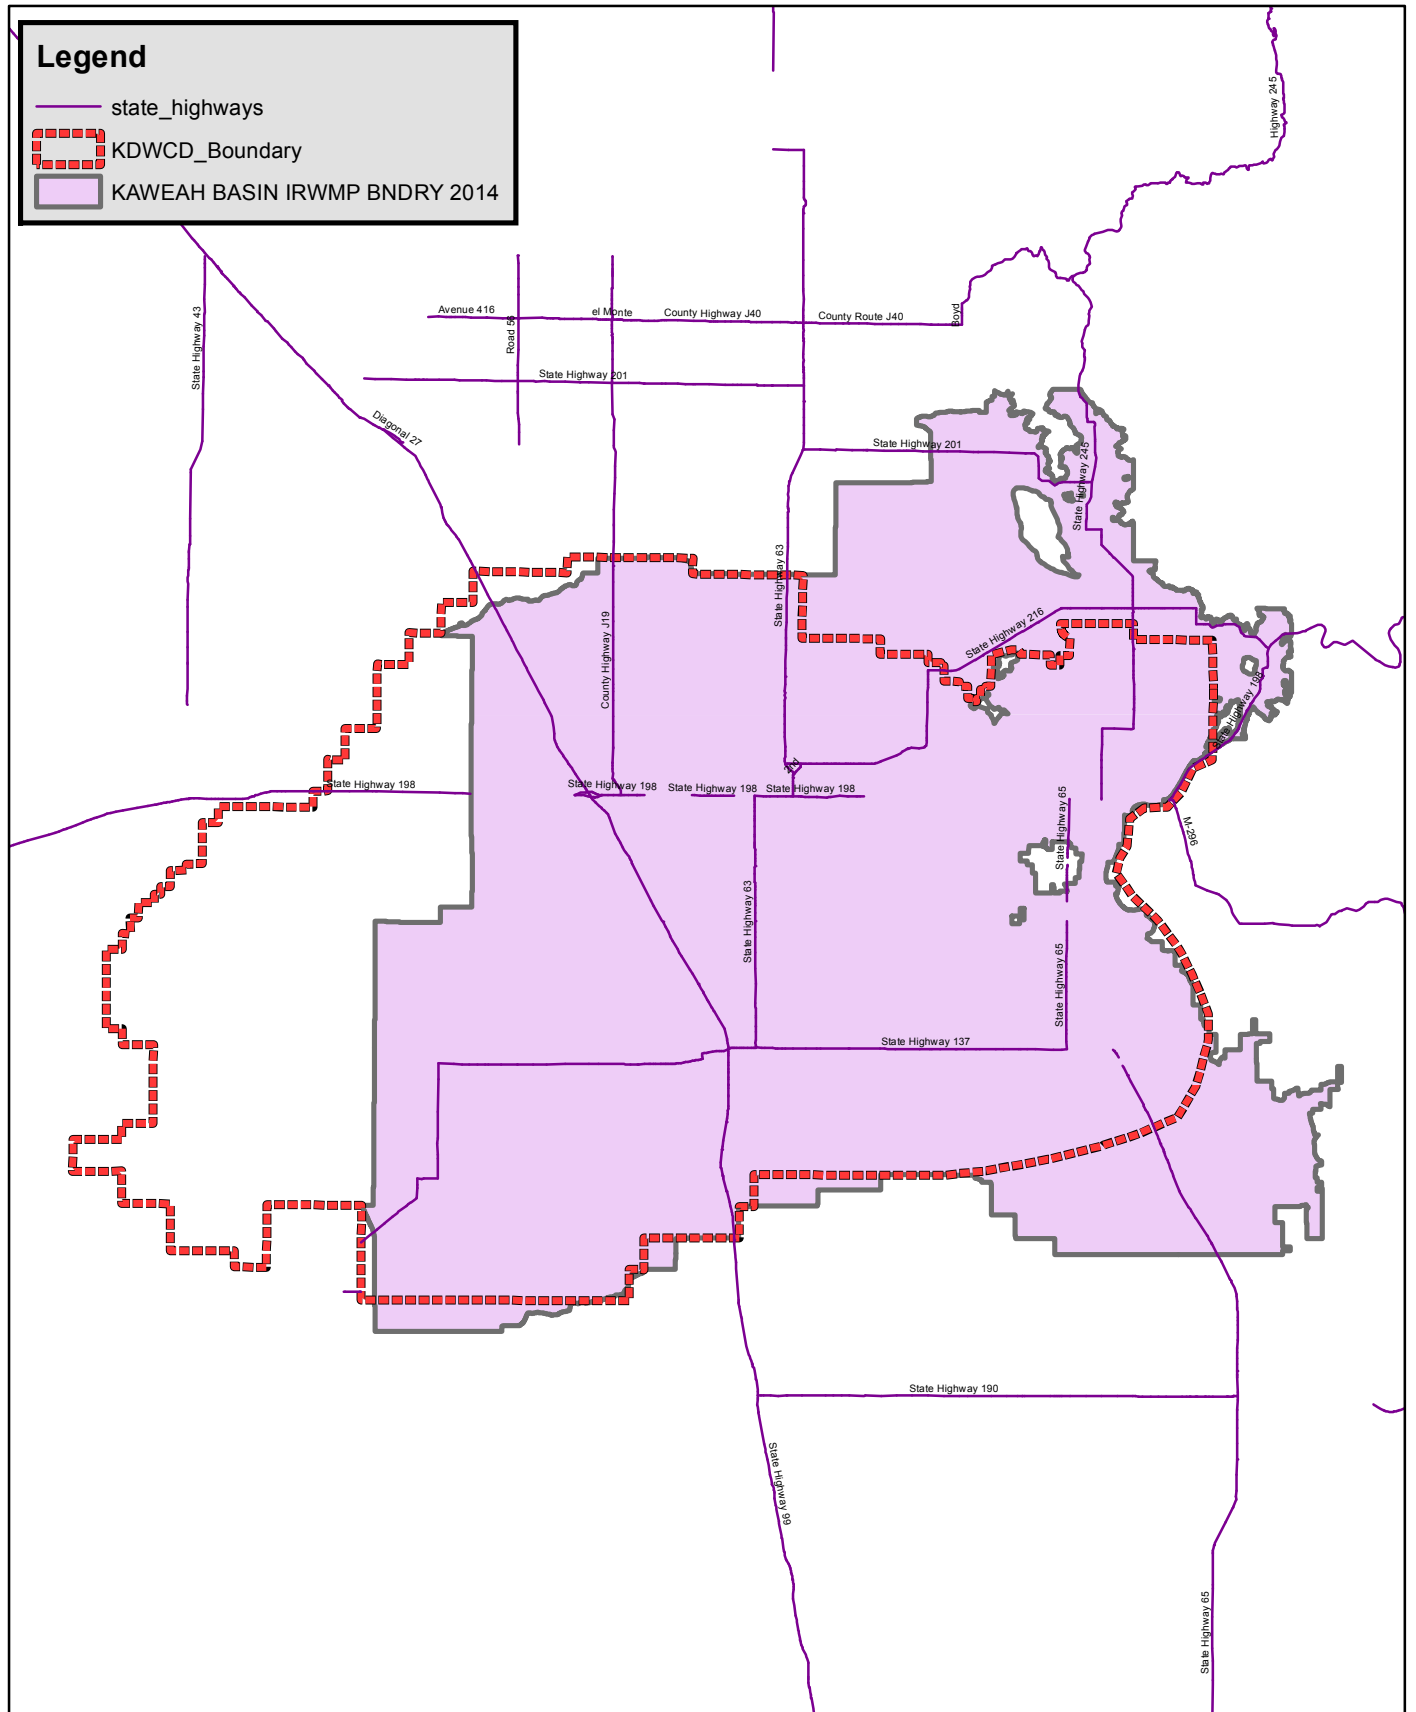 Legend
state_highways
KDWCD_Boundary
KAWEAH BASIN IRWMP BNDRY 2014
Highway 245
State Highway 43
Avenue 416
Road 56
el Monte
County Highway J40
County Route J40
Boyd
State Highway 201
Diagonal 27
State Highway 201
State Highway 245
State Highway 63
State Highway 216
County Highway J19
State Highway 198
State Highway 198
State Highway 198
State Highway 198
State Highway 198
State Highway 65
M-296
State Highway 63
State Highway 65
State Highway 137
State Highway 190
State Highway 99
State Highway 65